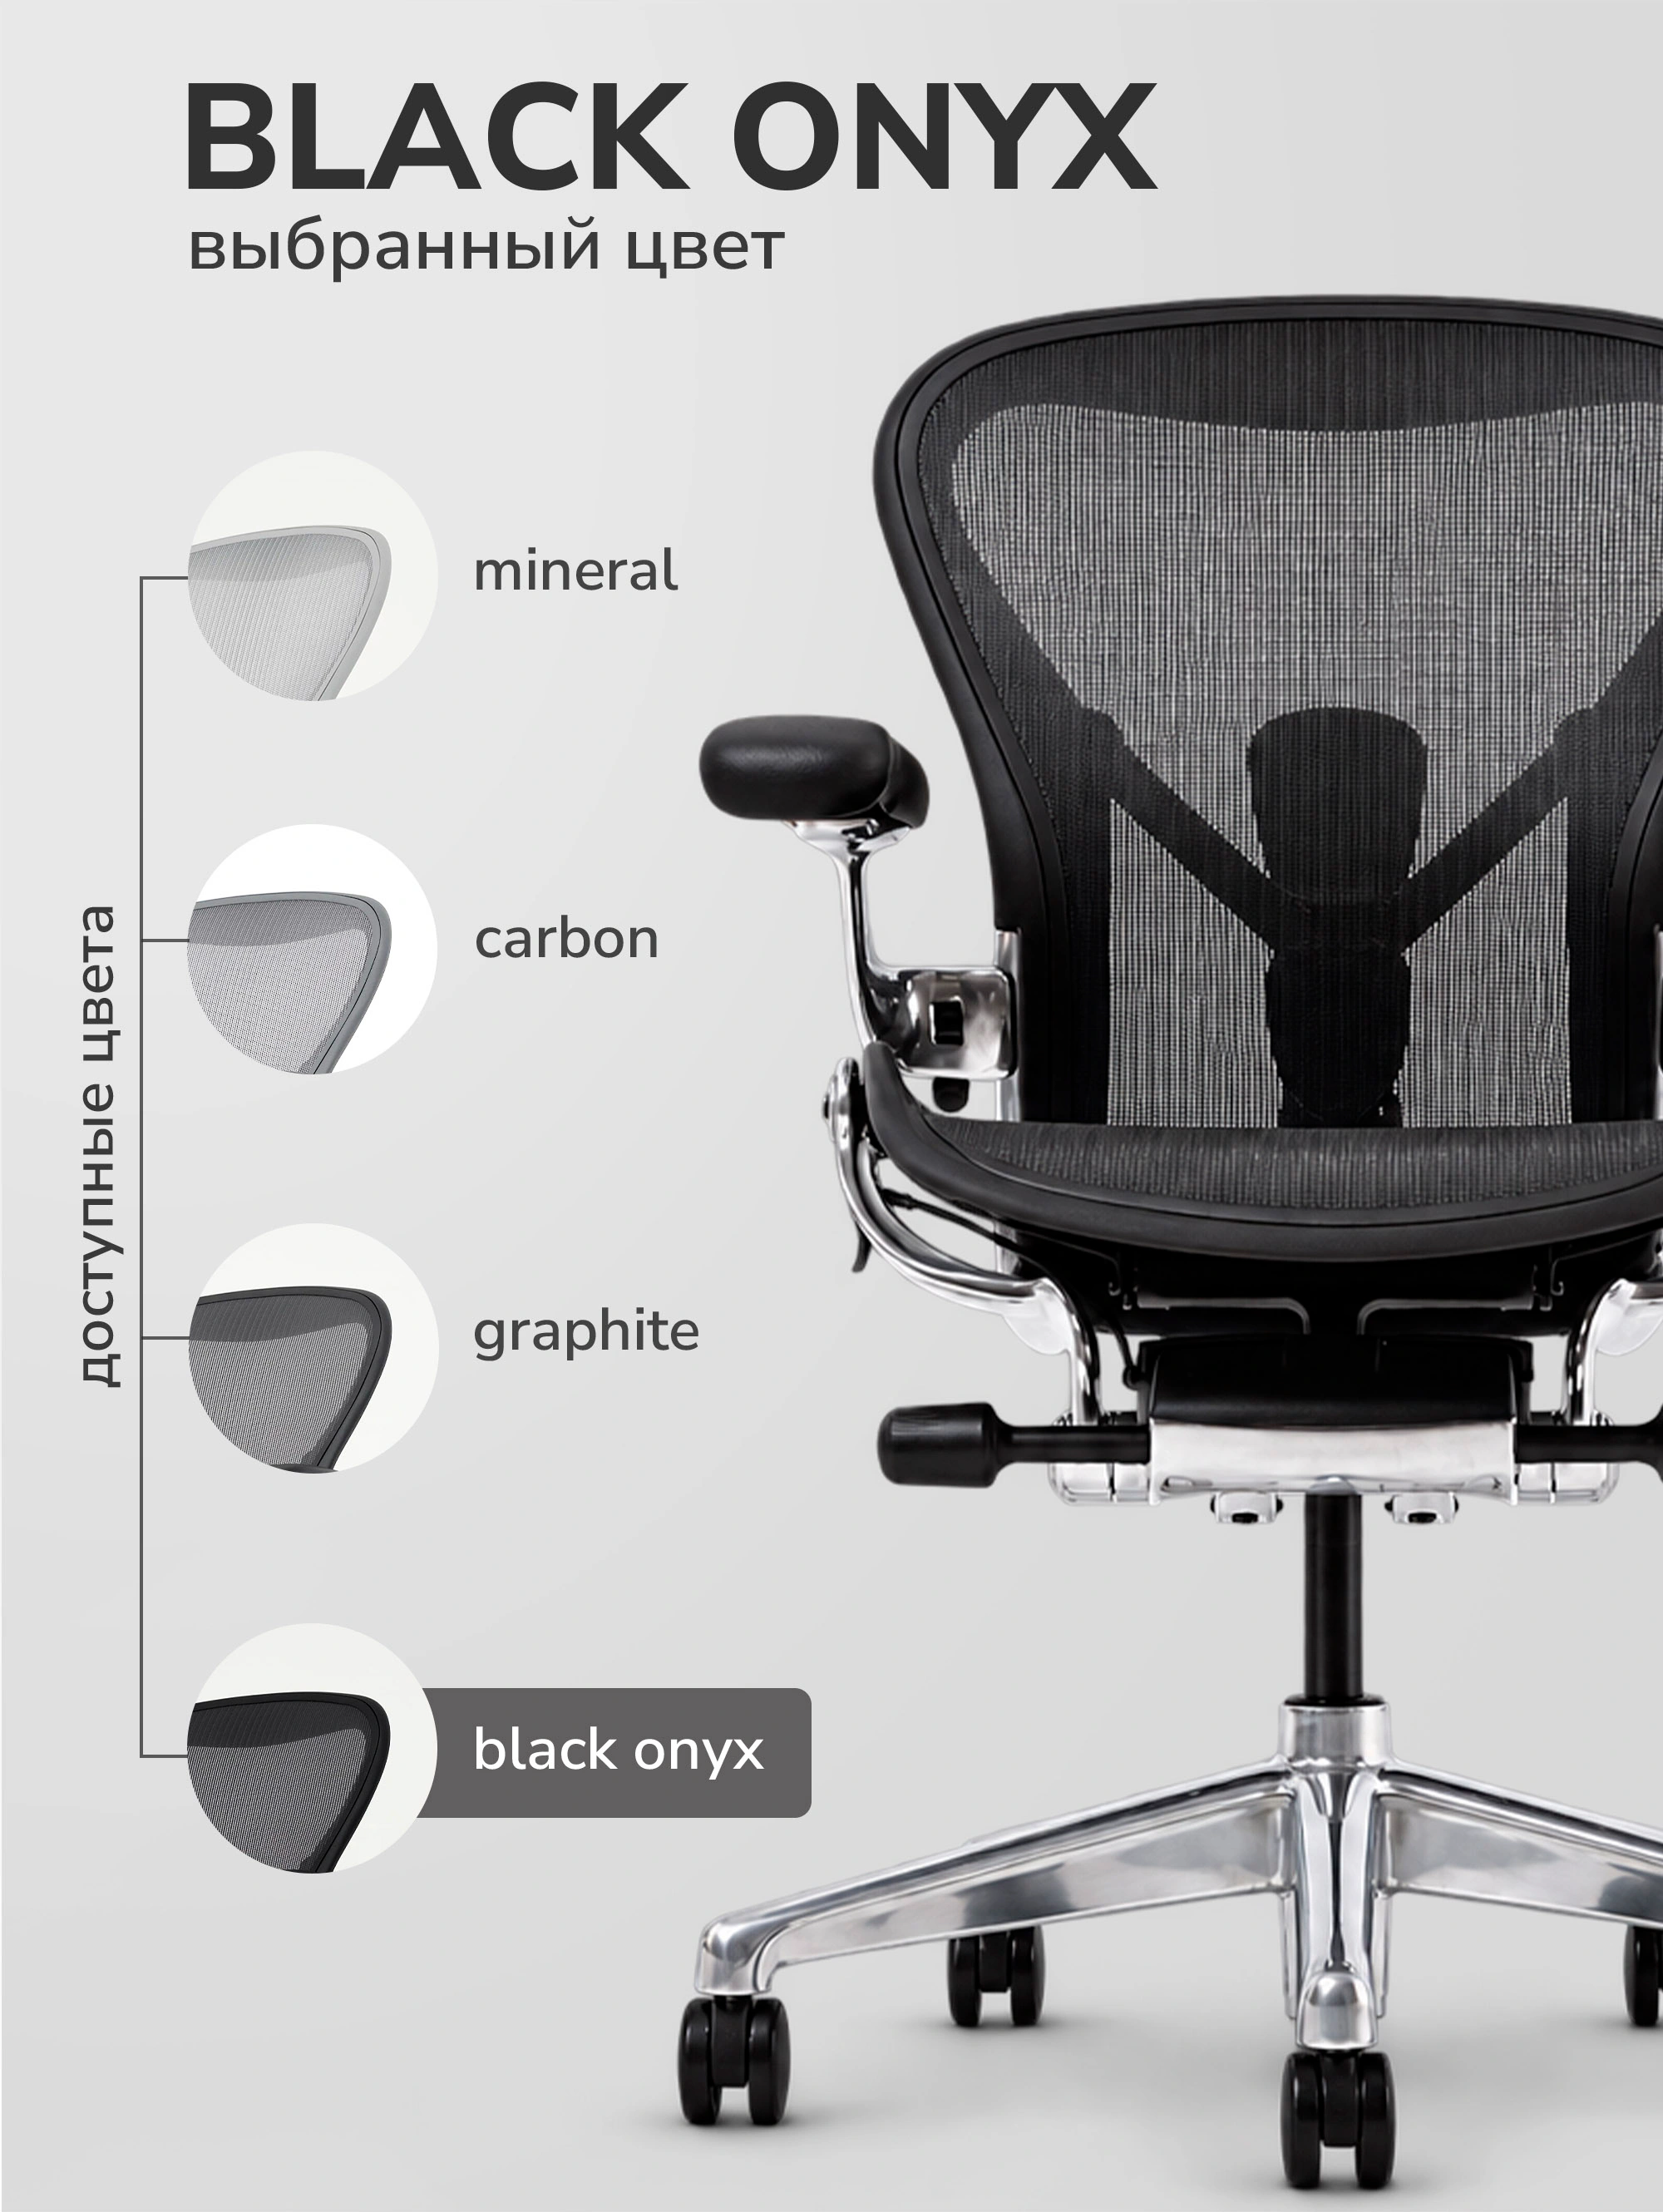 BLACK ONYX
выбранный цвет
доступные цвета
mineral
carbon
graphite
black onyx